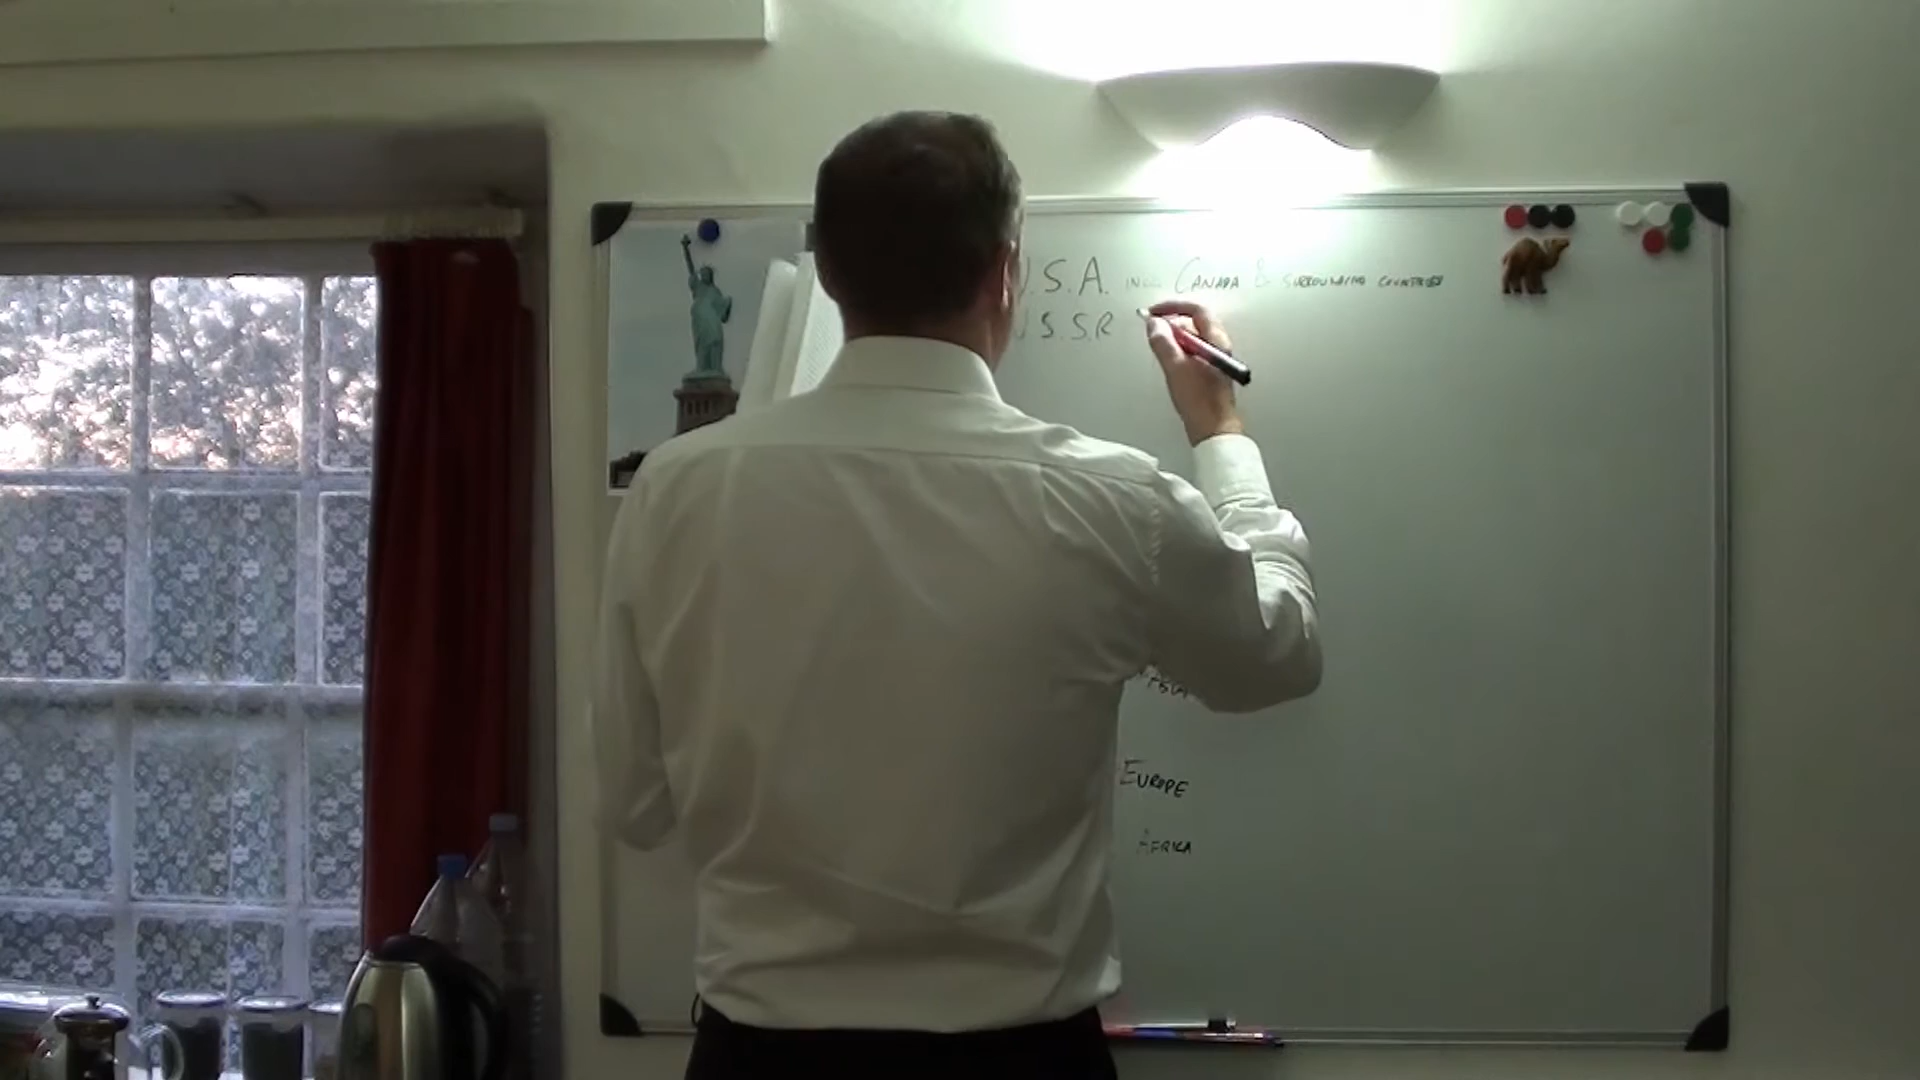 U.S.A. INCL CANADA & SURROUNDING COUNTRIES
U.S.S.R
EUROPE
AFRICA